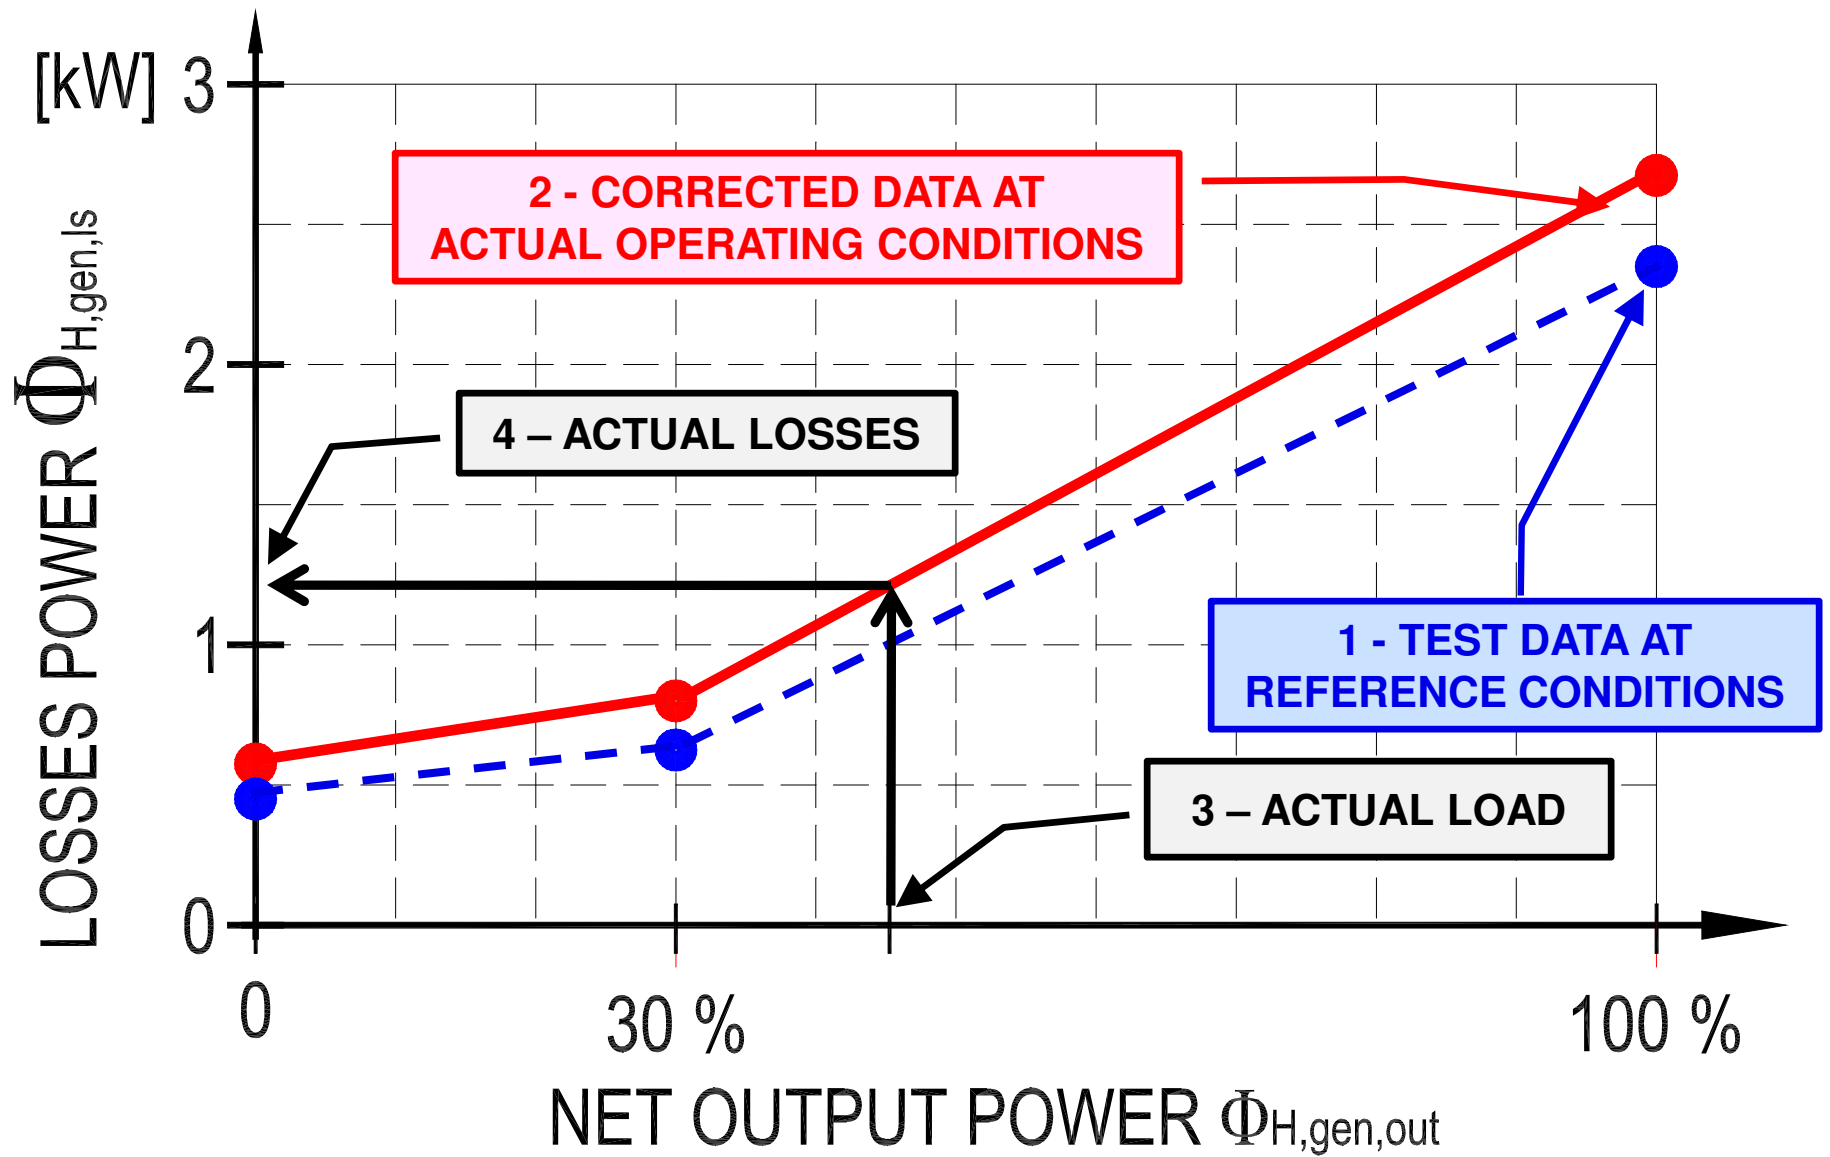 [kW]
3
2 - CORRECTED DATA AT
ACTUAL OPERATING CONDITIONS
LOSSES POWER ΦH,gen,ls
2
4 – ACTUAL LOSSES
1
1 - TEST DATA AT
REFERENCE CONDITIONS
3 – ACTUAL LOAD
0
0
30 %
100 %
NET OUTPUT POWER ΦH,gen,out